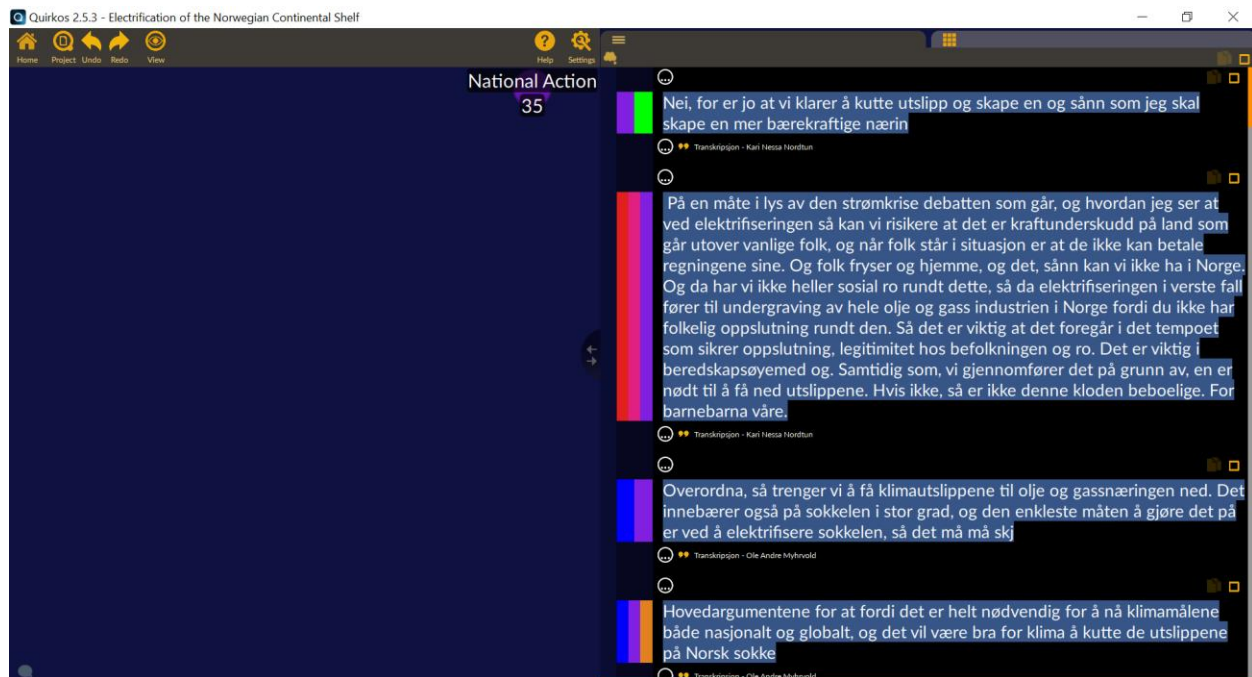 Quirkos 2.5.3 - Electrification of the Norwegian Continental Shelf
Home Project Undo Redo View Help Settings
National Action
35
Nei, for er jo at vi klarer å kutte utslipp og skape en og sånn som jeg skal
skape en mer bærekraftige nærin
Transkripsjon - Kari Nessa Nordtun
På en måte i lys av den strømkrise debatten som går, og hvordan jeg ser at
ved elektrifiseringen så kan vi risikere at det er kraftunderskudd på land som
går utover vanlige folk, og når folk står i situasjon er at de ikke kan betale
regningene sine. Og folk fryser og hjemme, og det, sånn kan vi ikke ha i Norge.
Og da har vi ikke heller sosial ro rundt dette, så da elektrifiseringen i verste fall
fører til undergraving av hele olje og gass industrien i Norge fordi du ikke har
folkelig oppslutning rundt den. Så det er viktig at det foregår i det tempoet
som sikrer oppslutning, legitimitet hos befolkningen og ro. Det er viktig i
beredskapsøyemed og. Samtidig som, vi gjennomfører det på grunn av, en er
nødt til å få ned utslippene. Hvis ikke, så er ikke denne kloden beboelige. For
barnebarna våre.
Transkripsjon - Kari Nessa Nordtun
Overordna, så trenger vi å få klimautslippene til olje og gassnæringen ned. Det
innebærer også på sokkelen i stor grad, og den enkleste måten å gjøre det på
er ved å elektrifisere sokkelen, så det må må skj
Transkripsjon - Ole Andre Myhrvold
Hovedargumentene for at fordi det er helt nødvendig for å nå klimamålene
både nasjonalt og globalt, og det vil være bra for klima å kutte de utslippene
på Norsk sokke
Transkripsjon - Ole Andre Myhrvold